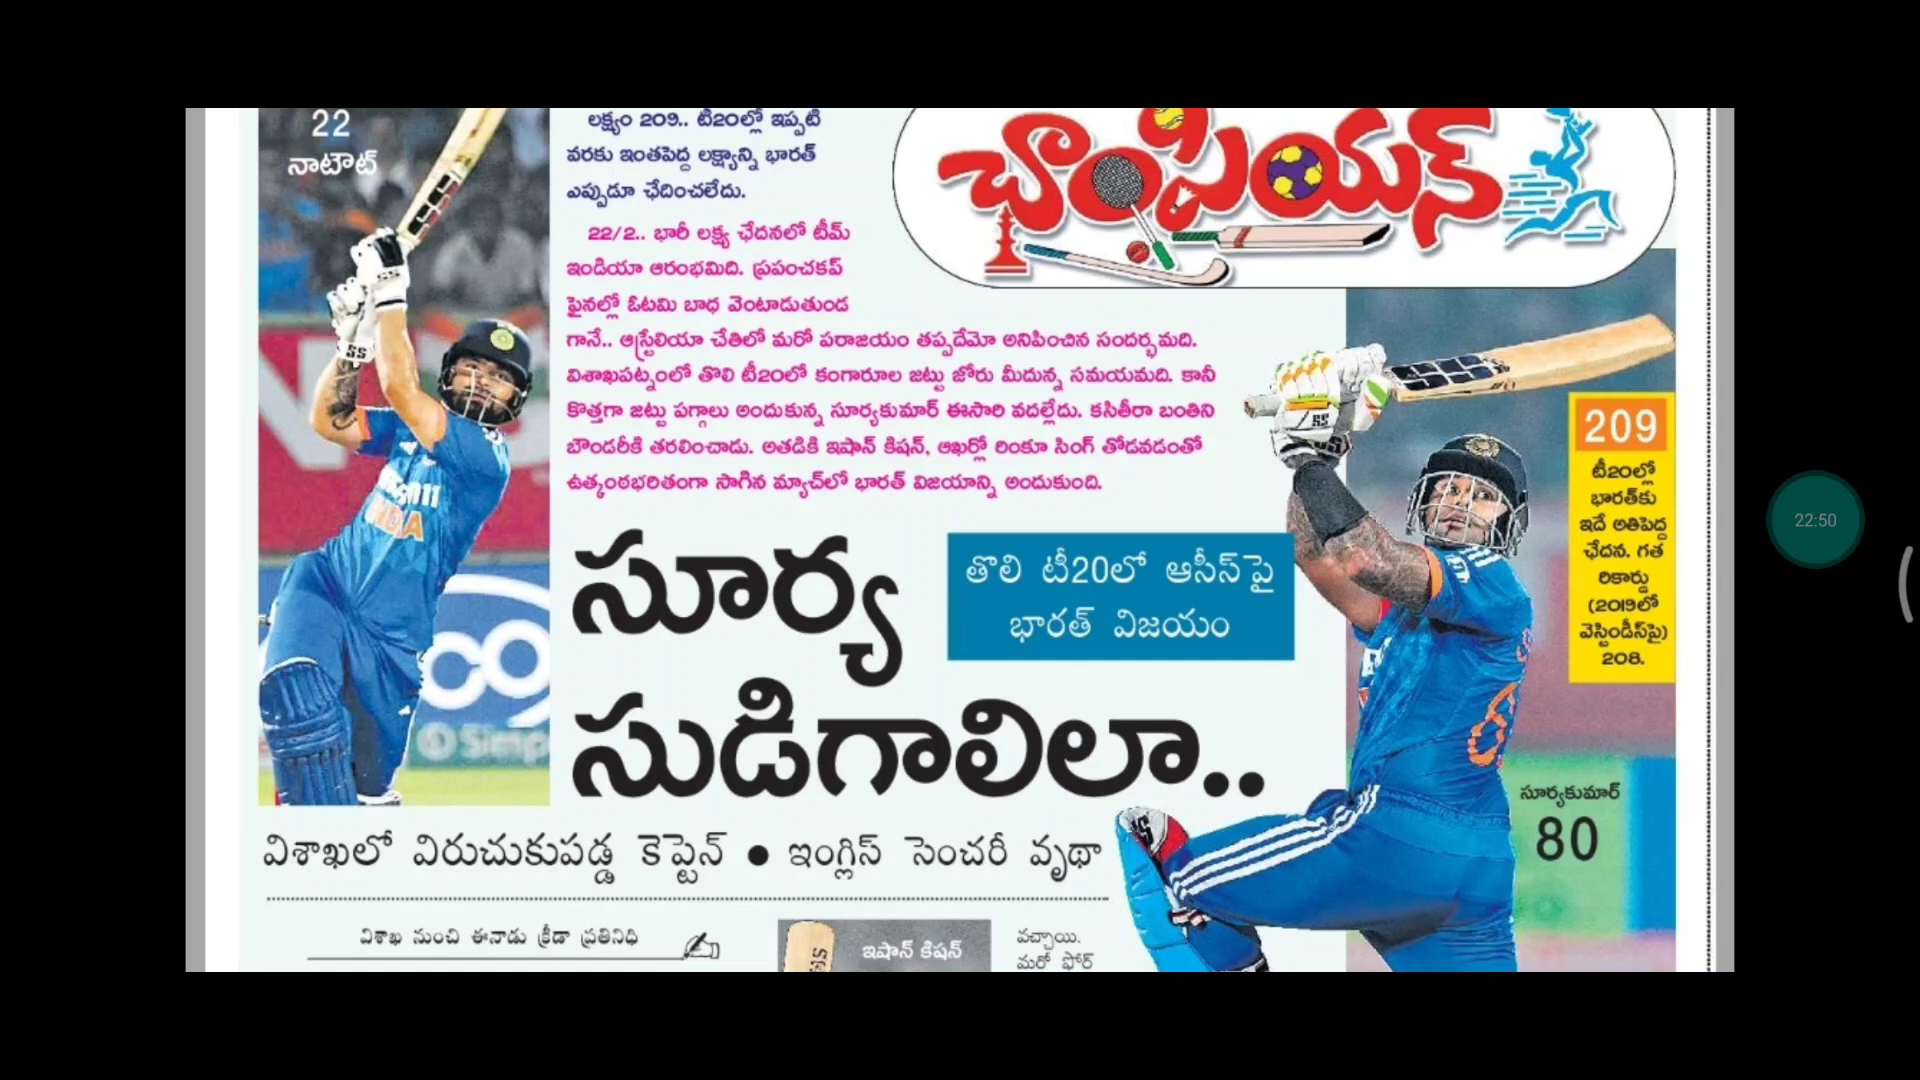 22
నాటౌట్
లక్ష్యం 209.. టీ20ల్లో ఇప్పటి
వరకు ఇంతపెద్ద లక్ష్యాన్ని భారత్
ఎప్పుడూ ఛేదించలేదు.
22/2.. భారీ లక్ష్య ఛేదనలో టీమ్
ఇండియా ఆరంభమిది. ప్రపంచకప్
ఫైనల్లో ఓటమి బాధ వెంటాడుతుండ
గానే.. ఆస్ట్రేలియా చేతిలో మరో పరాజయం తప్పదేమో అనిపించిన సందర్భమది.
విశాఖపట్నంలో తొలి టీ20లో కంగారూల జట్టు జోరు మీదున్న సమయమది. కానీ
కొత్తగా జట్టు పగ్గాలు అందుకున్న సూర్యకుమార్ ఈసారి వదల్లేదు. కసితీరా బంతిని
బౌండరీకి తరలించాడు. అతడికి ఇషాన్ కిషన్, ఆఖర్లో రింకూ సింగ్ తోడవడంతో
ఉత్కంఠభరితంగా సాగిన మ్యాచ్‌లో భారత్ విజయాన్ని అందుకుంది.
చాంపియన్
సూర్య
సుడిగాలిలా..
తొలి టీ20లో ఆసీస్‌పై
భారత్ విజయం
209
టీ20ల్లో
భారత్‌కు
ఇదే అతిపెద్ద
ఛేదన. గత
రికార్డు
(2019లో
వెస్టిండీస్‌పై)
208.
సూర్యకుమార్
80
విశాఖలో విరుచుకుపడ్డ కెప్టెన్ ● ఇంగ్లిస్ సెంచరీ వృథా
విశాఖ నుంచి ఈనాడు క్రీడా ప్రతినిధి
ఇషాన్ కిషన్
వచ్చాయి.
మరో ఫోర్
22:50